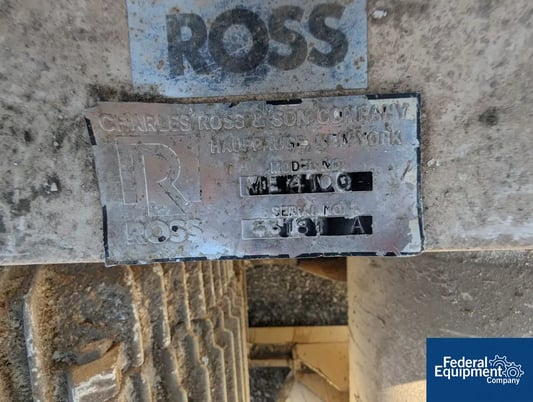 ROSS
CHARLES ROSS & SON COMPANY
HAUPPAUGE, NEW YORK
MODEL NO.
R
ROSS
SERIAL NO.
A
Federal
Equipment
Company